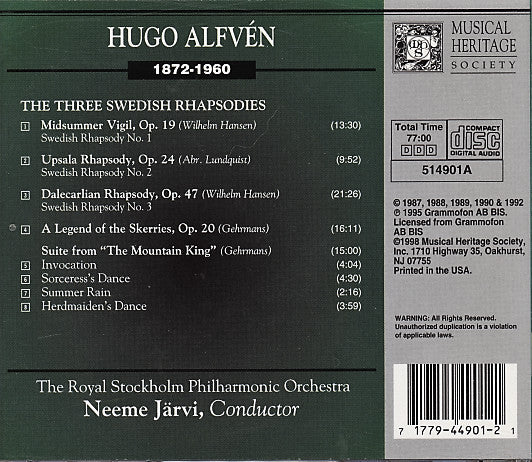 HUGO ALFVÉN
1872-1960
THE THREE SWEDISH RHAPSODIES
1 Midsummer Vigil, Op. 19 (Wilhelm Hansen) (13:30)
Swedish Rhapsody No. 1
2 Upsala Rhapsody, Op. 24 (Abr. Lundquist) (9:52)
Swedish Rhapsody No. 2
3 Dalecarlian Rhapsody, Op. 47 (Wilhelm Hansen) (21:26)
Swedish Rhapsody No. 3
4 A Legend of the Skerries, Op. 20 (Gehrmans) (16:11)
Suite from “The Mountain King” (Gehrmans) (15:00)
5 Invocation (4:04)
6 Sorceress's Dance (4:30)
7 Summer Rain (2:16)
8 Herdmaiden's Dance (3:59)
The Royal Stockholm Philharmonic Orchestra
Neeme Järvi, Conductor
MUSICAL
HERITAGE
SOCIETY
Total Time
77:00
DDD
COMPACT
disc
DIGITAL AUDIO
514901A
© 1987, 1988, 1989, 1990 & 1992
℗ 1995 Grammofon AB BIS.
Licensed from Grammofon
AB BIS
©1998 Musical Heritage Society,
Inc. 1710 Highway 35, Oakhurst,
NJ 07755
Printed in the USA.
WARNING: All Rights Reserved.
Unauthorized duplication is a violation
of applicable laws.
7 1779-44901-2 1